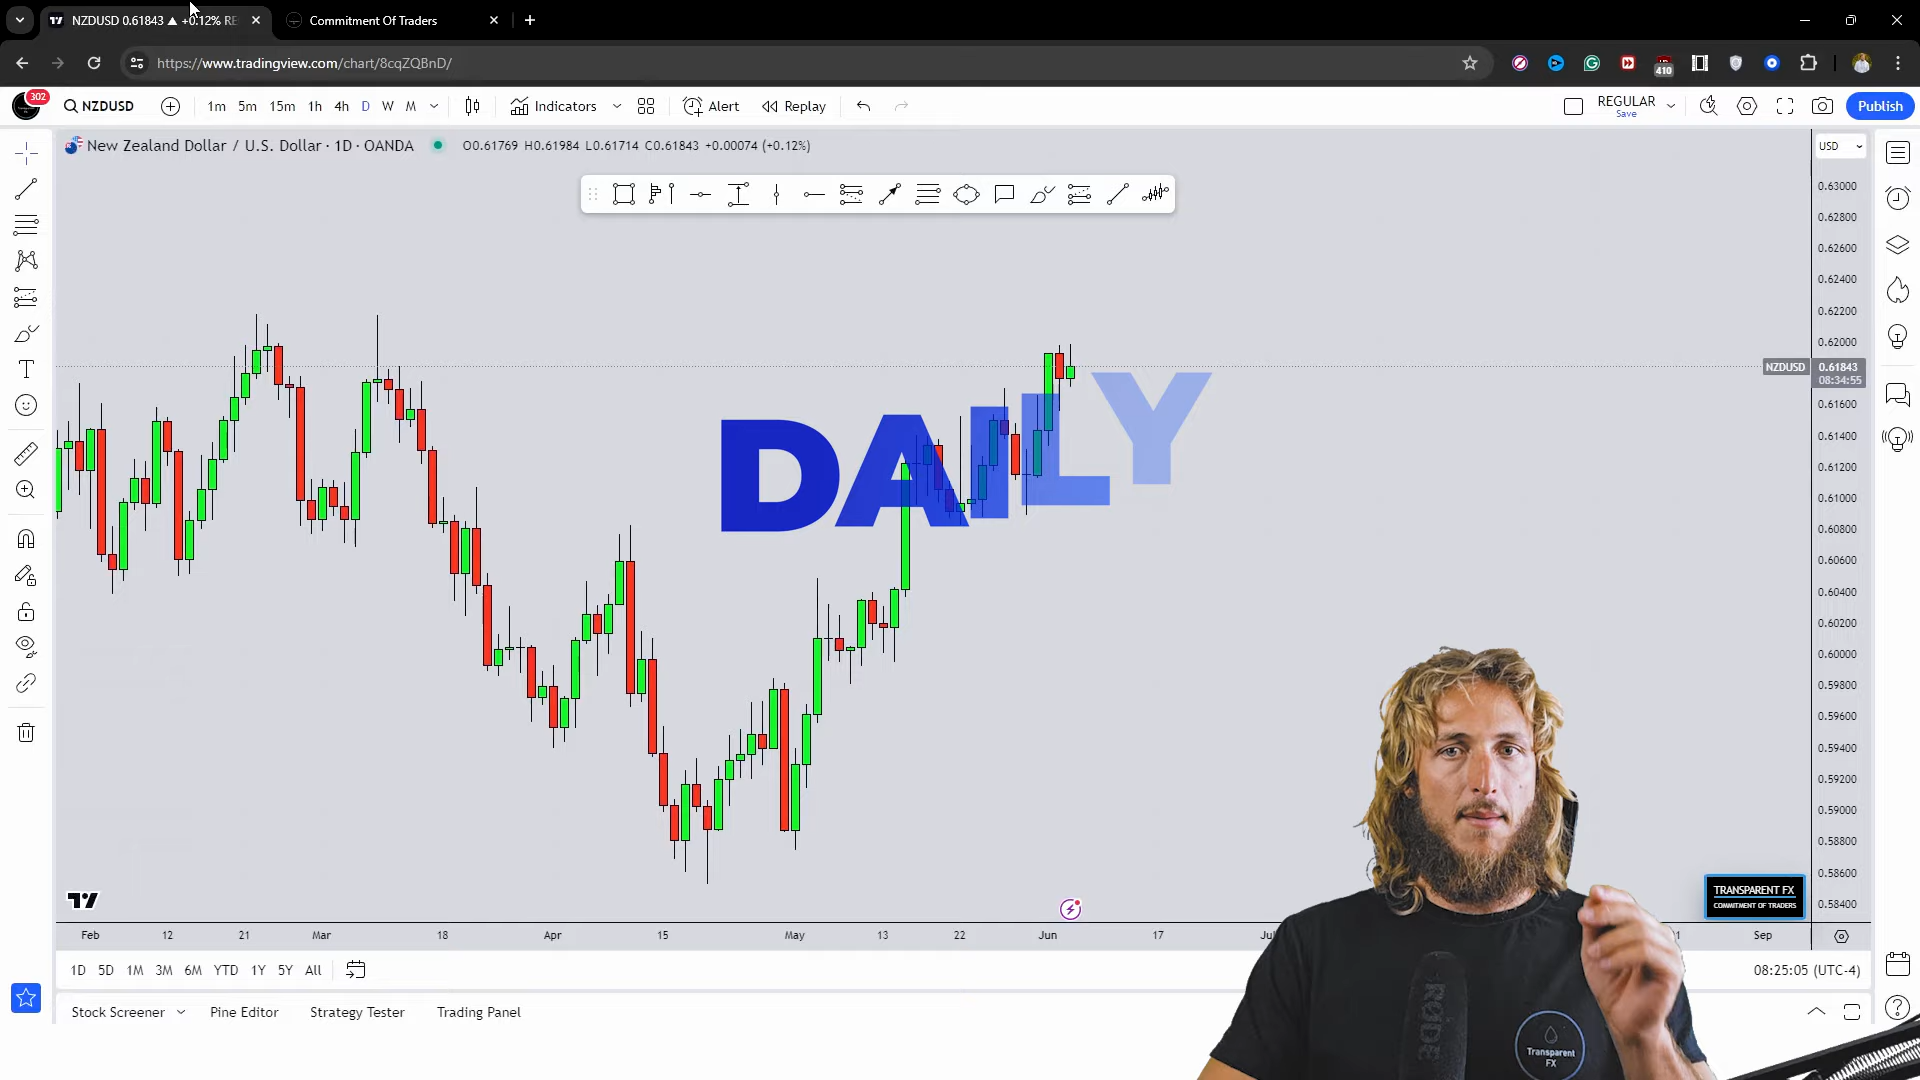 NZDUSD 0.61843 ▲ +0.12% RE
Commitment Of Traders
https://www.tradingview.com/chart/8cqZQBnD/
410
302
NZDUSD
1m 5m 15m 1h 4h D W M
Indicators
Alert
Replay
REGULAR
Save
Publish
New Zealand Dollar / U.S. Dollar · 1D · OANDA
O0.61769 H0.61984 L0.61714 C0.61843 +0.00074 (+0.12%)
USD
0.63000
0.62800
0.62600
0.62400
0.62200
0.62000
NZDUSD 0.61843
08:34:55
0.61600
0.61400
0.61200
0.61000
0.60800
0.60600
0.60400
0.60200
0.60000
0.59800
0.59600
0.59400
0.59200
0.59000
0.58800
0.58600
0.58400
DAILY
TRANSPARENT FX
COMMITMENT OF TRADERS
Feb 12 21 Mar 18 Apr 15 May 13 22 Jun 17 Sep
1D 5D 1M 3M 6M YTD 1Y 5Y All
08:25:05 (UTC-4)
Stock Screener
Pine Editor
Strategy Tester
Trading Panel
RODE
Transparent
FX